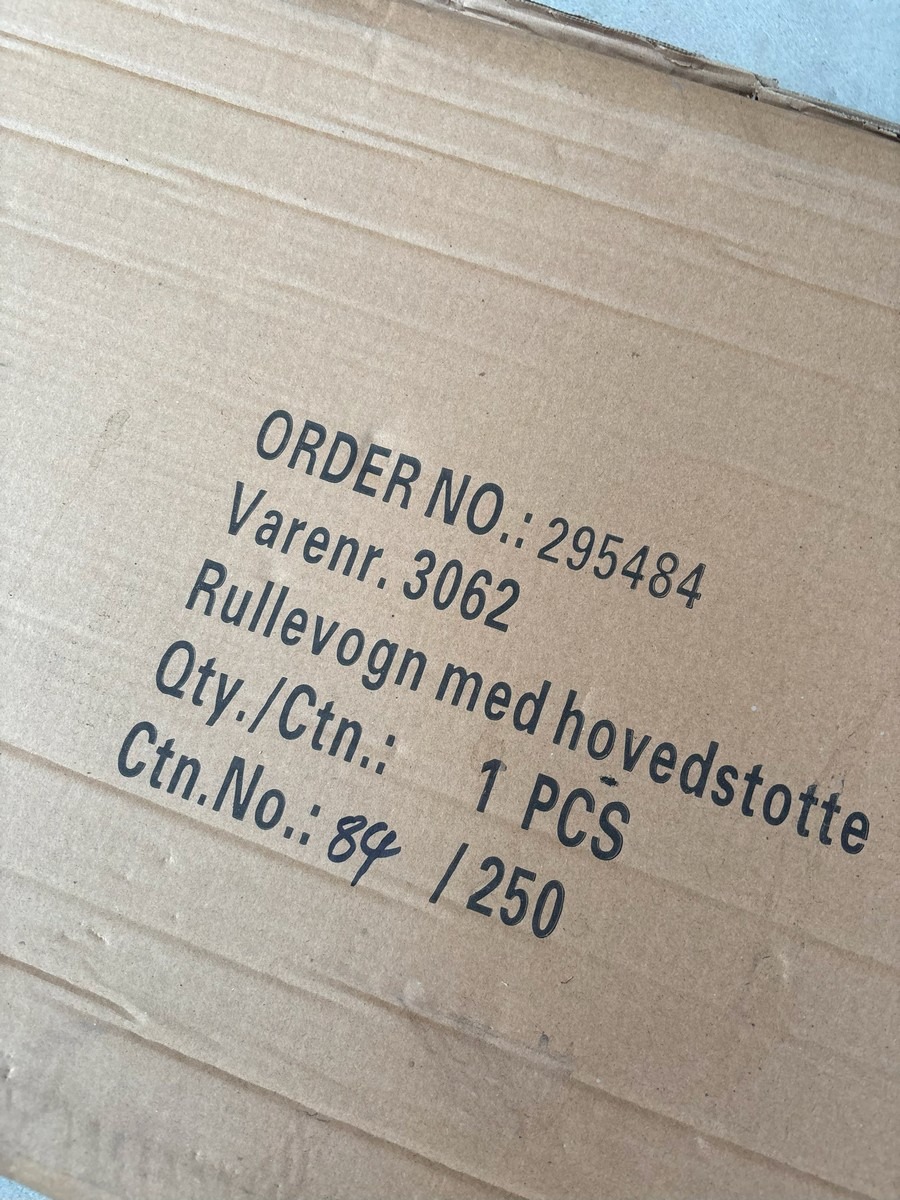 ORDER NO.: 295484
Varenr. 3062
Rullevogn med hovedstotte
Qty./Ctn.: 1 PCS
Ctn.No.: 84 / 250